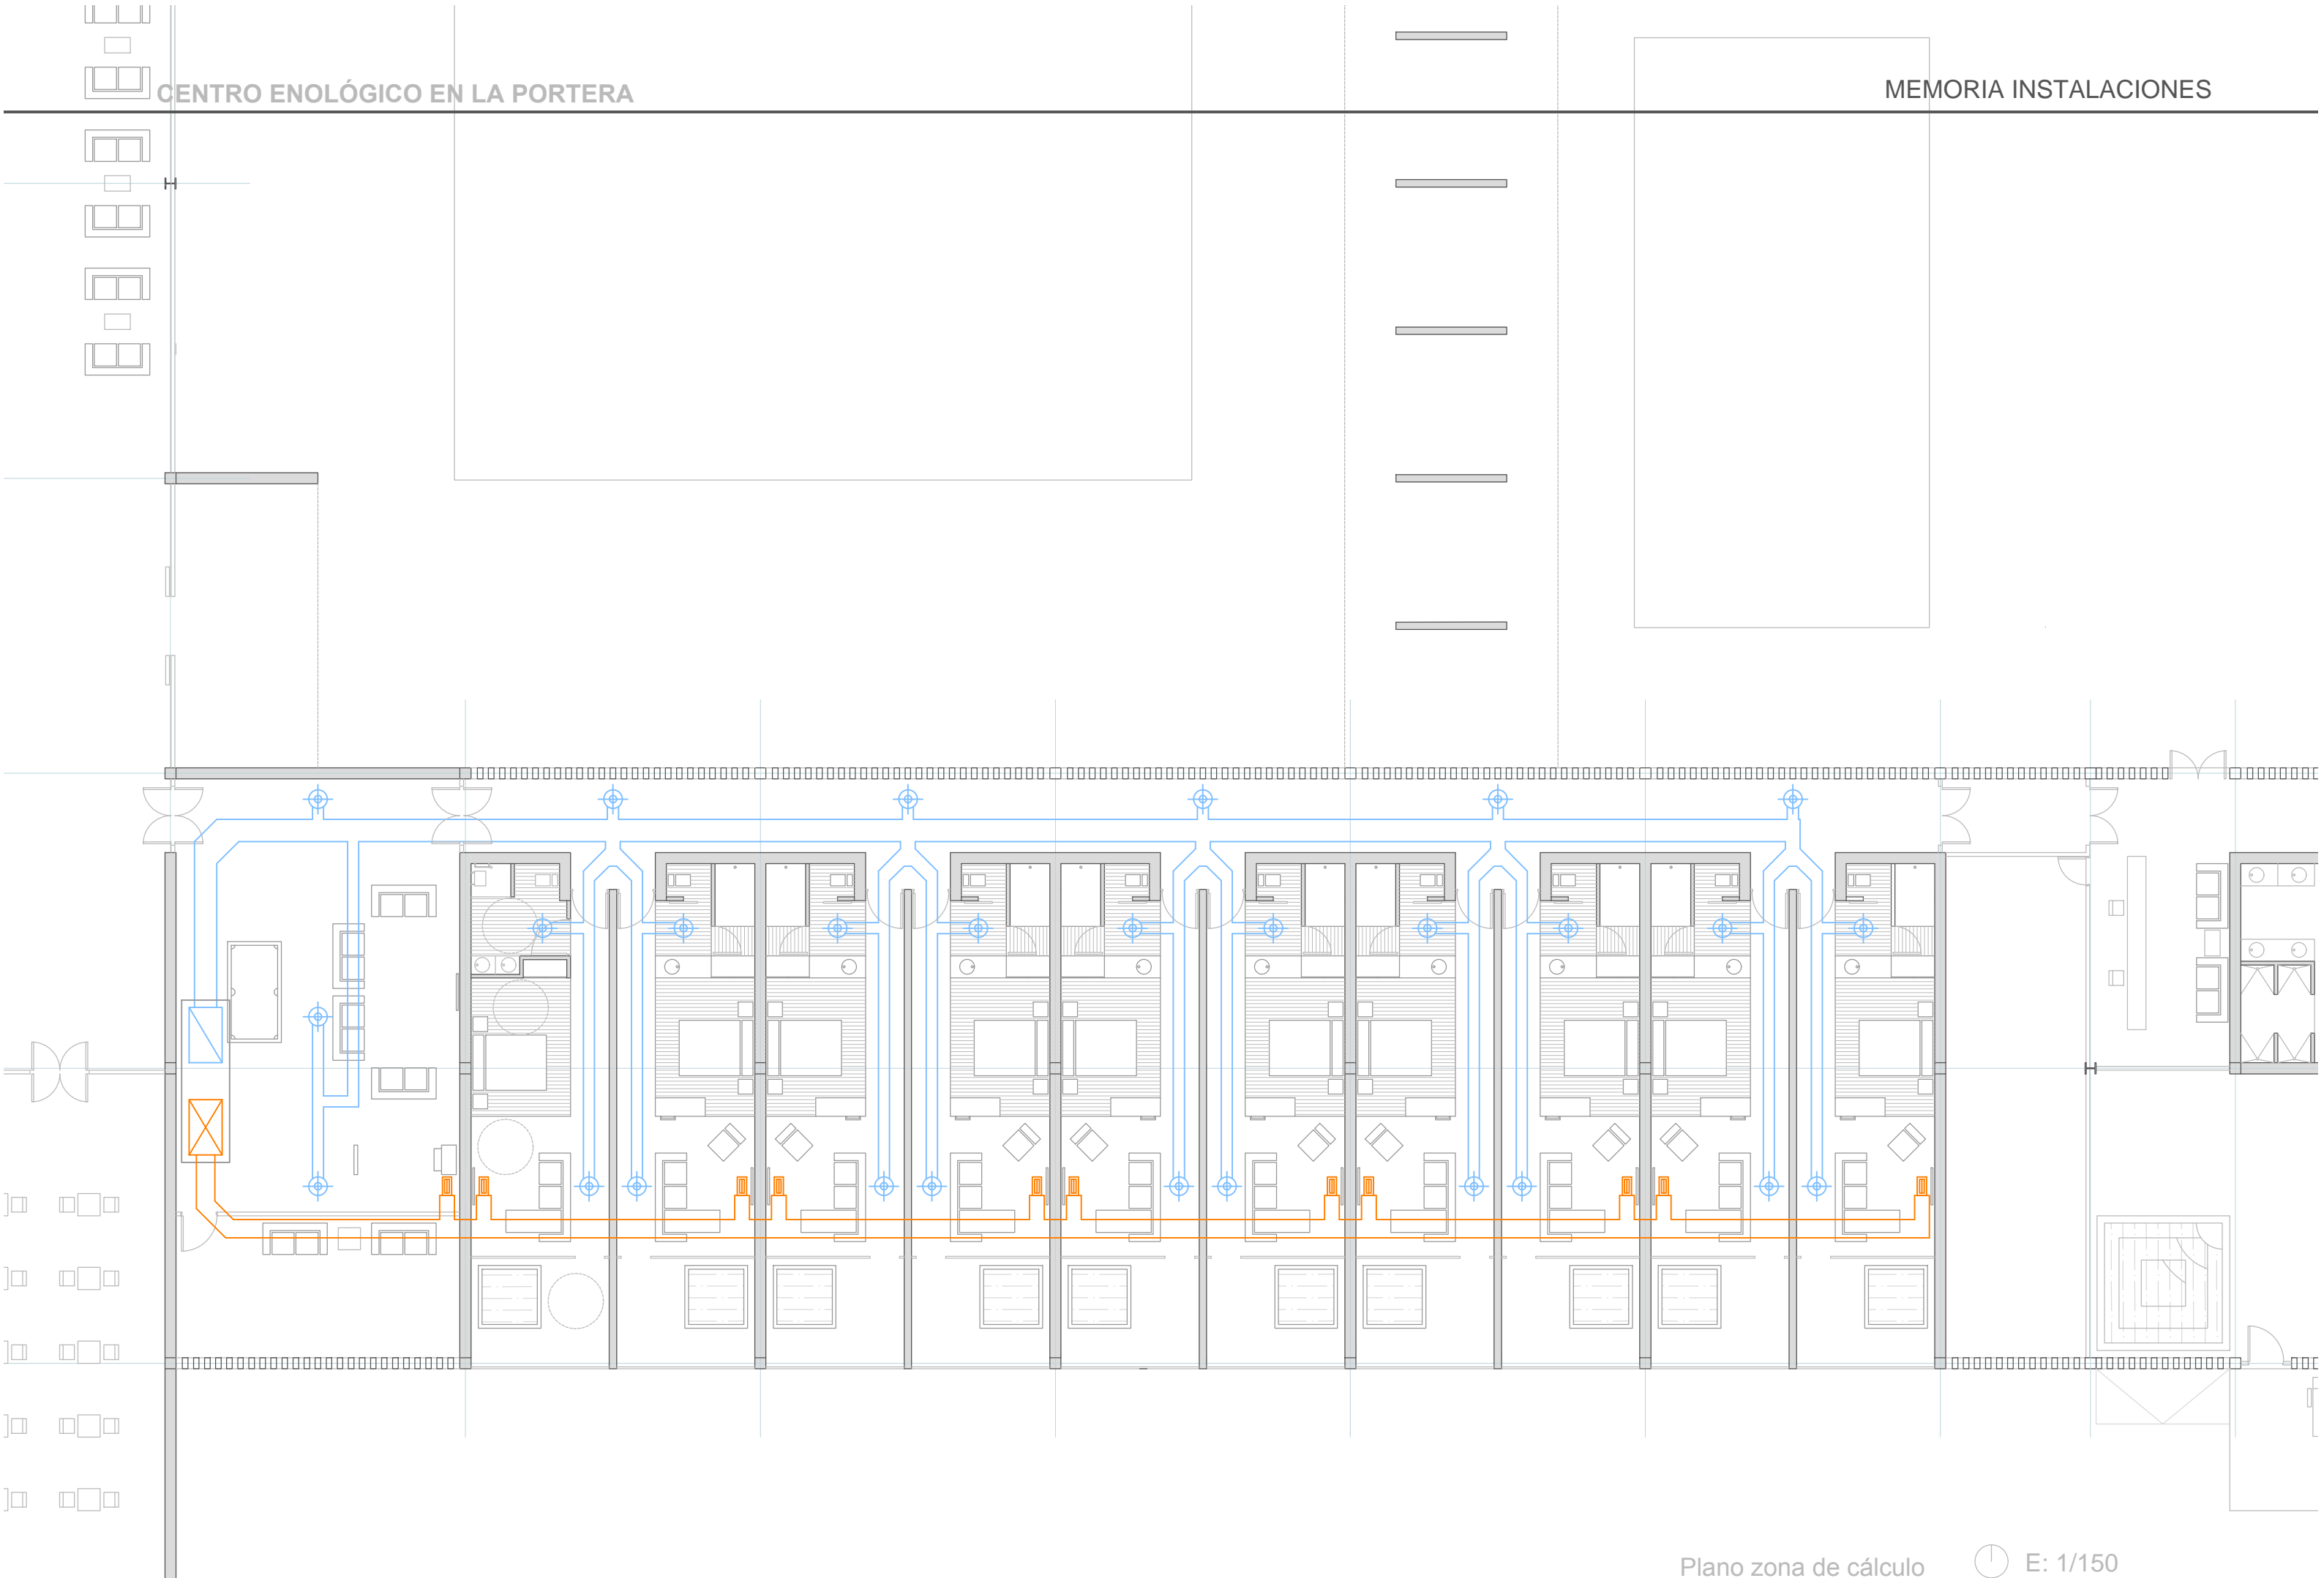 CENTRO ENOLÓGICO EN LA PORTERA
MEMORIA INSTALACIONES
Plano zona de cálculo
E: 1/150